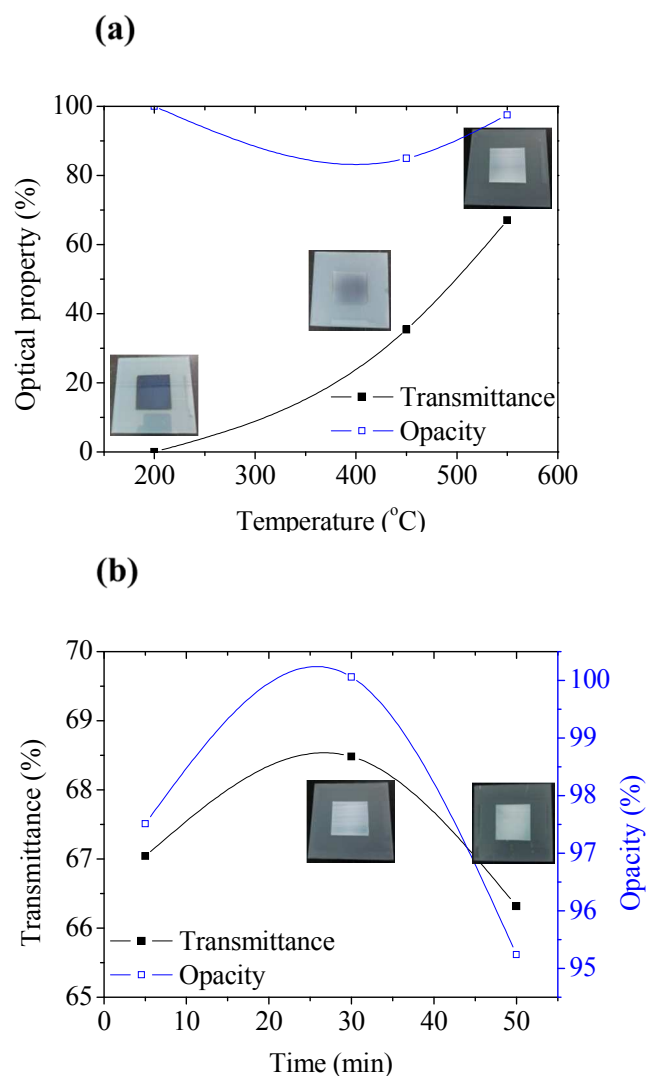 (a)
100
80
60
40
20
0
Optical property (%)
Transmittance
Opacity
200 300 400 500 600
Temperature (°C)
(b)
70
69
68
67
66
65
Transmittance (%)
100
98
97
97
95
95
Opacity (%)
Transmittance
Opacity
0 10 20 30 40 50
Time (min)